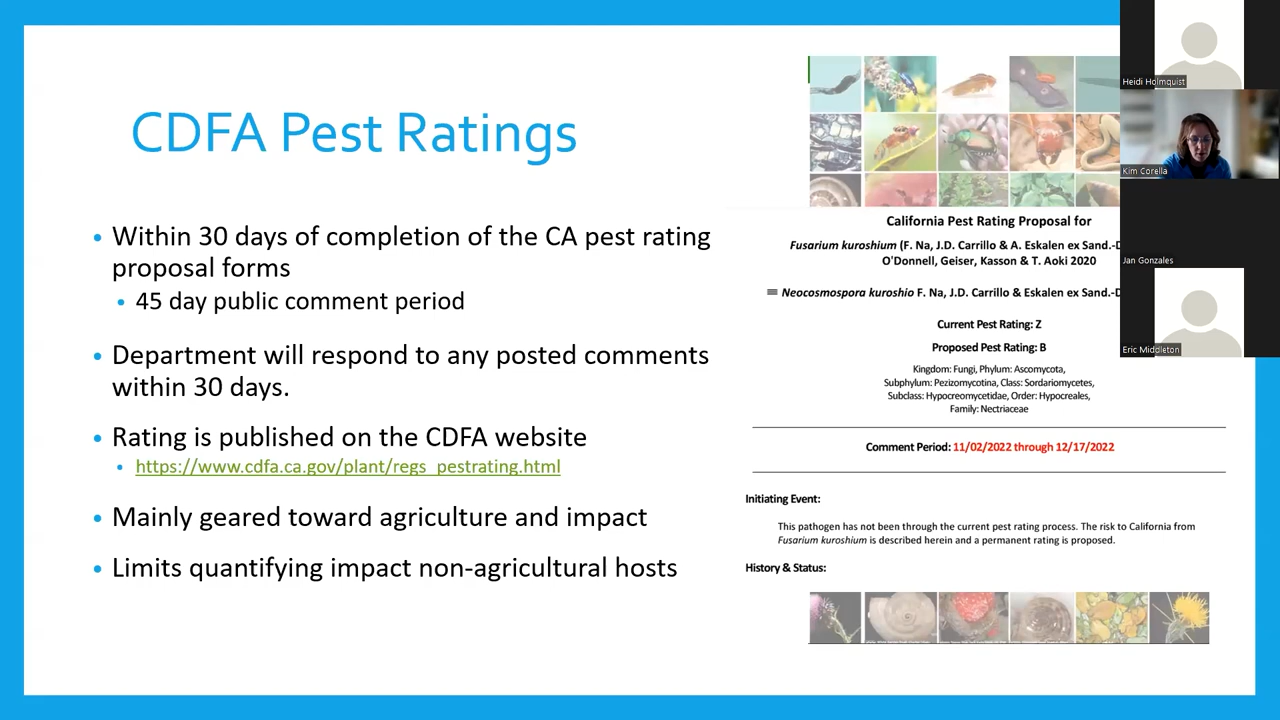 CDFA Pest Ratings
Within 30 days of completion of the CA pest rating
proposal forms
45 day public comment period
Department will respond to any posted comments
within 30 days.
Rating is published on the CDFA website
https://www.cdfa.ca.gov/plant/regs_pestrating.html
Mainly geared toward agriculture and impact
Limits quantifying impact non-agricultural hosts
California Pest Rating Proposal for
Fusarium kuroshium (F. Na, J.D. Carrillo & A. Eskalen ex Sand.-D
O'Donnell, Geiser, Kasson & T. Aoki 2020
≡ Neocosmospora kuroshio F. Na, J.D. Carrillo & Eskalen ex Sand.-D
Current Pest Rating: Z
Proposed Pest Rating: B
Kingdom: Fungi, Phylum: Ascomycota,
Subphylum: Pezizomycotina, Class: Sordariomycetes,
Subclass: Hypocreomycetidae, Order: Hypocreales,
Family: Nectriaceae
Comment Period: 11/02/2022 through 12/17/2022
Initiating Event:
This pathogen has not been through the current pest rating process. The risk to California from
Fusarium kuroshium is described herein and a permanent rating is proposed.
History & Status:
Heidi Holmquist
Kim Corella
Jan Gonzales
Eric Middleton